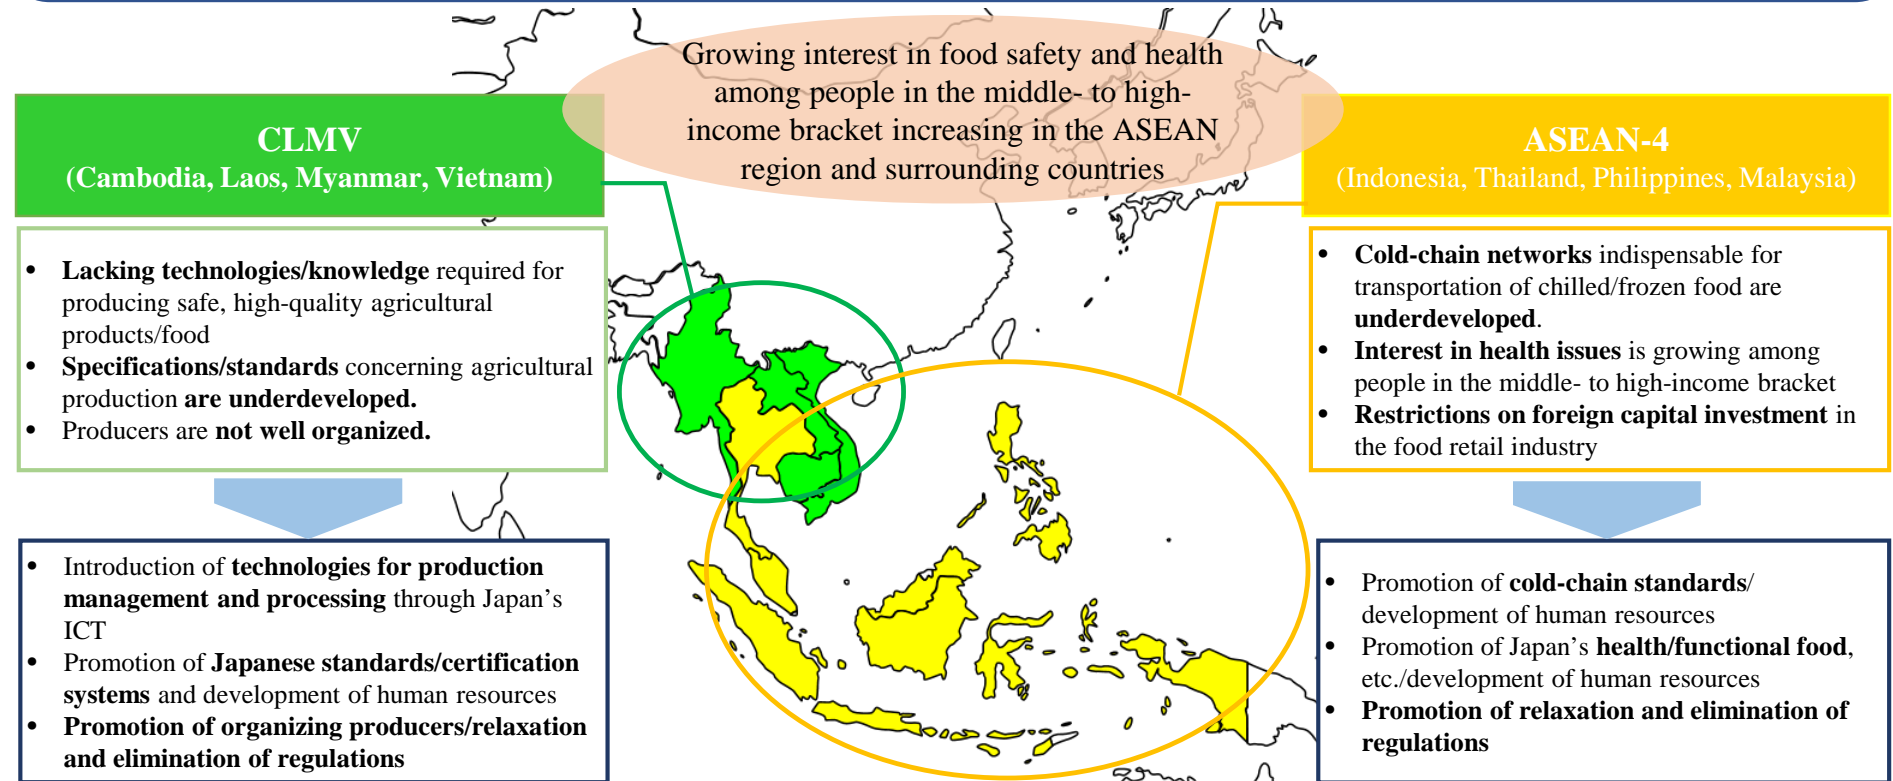 Growing interest in food safety and health
among people in the middle- to high-
income bracket increasing in the ASEAN
region and surrounding countries
CLMV
(Cambodia, Laos, Myanmar, Vietnam)
• Lacking technologies/knowledge required for
producing safe, high-quality agricultural
products/food
• Specifications/standards concerning agricultural
production are underdeveloped.
• Producers are not well organized.
• Introduction of technologies for production
management and processing through Japan’s
ICT
• Promotion of Japanese standards/certification
systems and development of human resources
• Promotion of organizing producers/relaxation
and elimination of regulations
ASEAN-4
(Indonesia, Thailand, Philippines, Malaysia)
• Cold-chain networks indispensable for
transportation of chilled/frozen food are
underdeveloped.
• Interest in health issues is growing among
people in the middle- to high-income bracket
• Restrictions on foreign capital investment in
the food retail industry
• Promotion of cold-chain standards/
development of human resources
• Promotion of Japan’s health/functional food,
etc./development of human resources
• Promotion of relaxation and elimination of
regulations